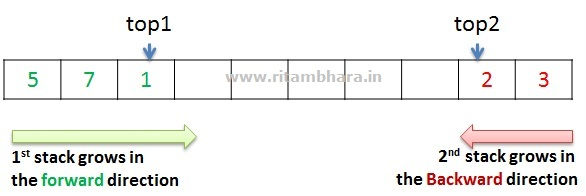 top1 top2
www.ritambhara.in
5 7 1 2 3
1st stack grows in
the forward direction
2nd stack grows in
the Backward direction